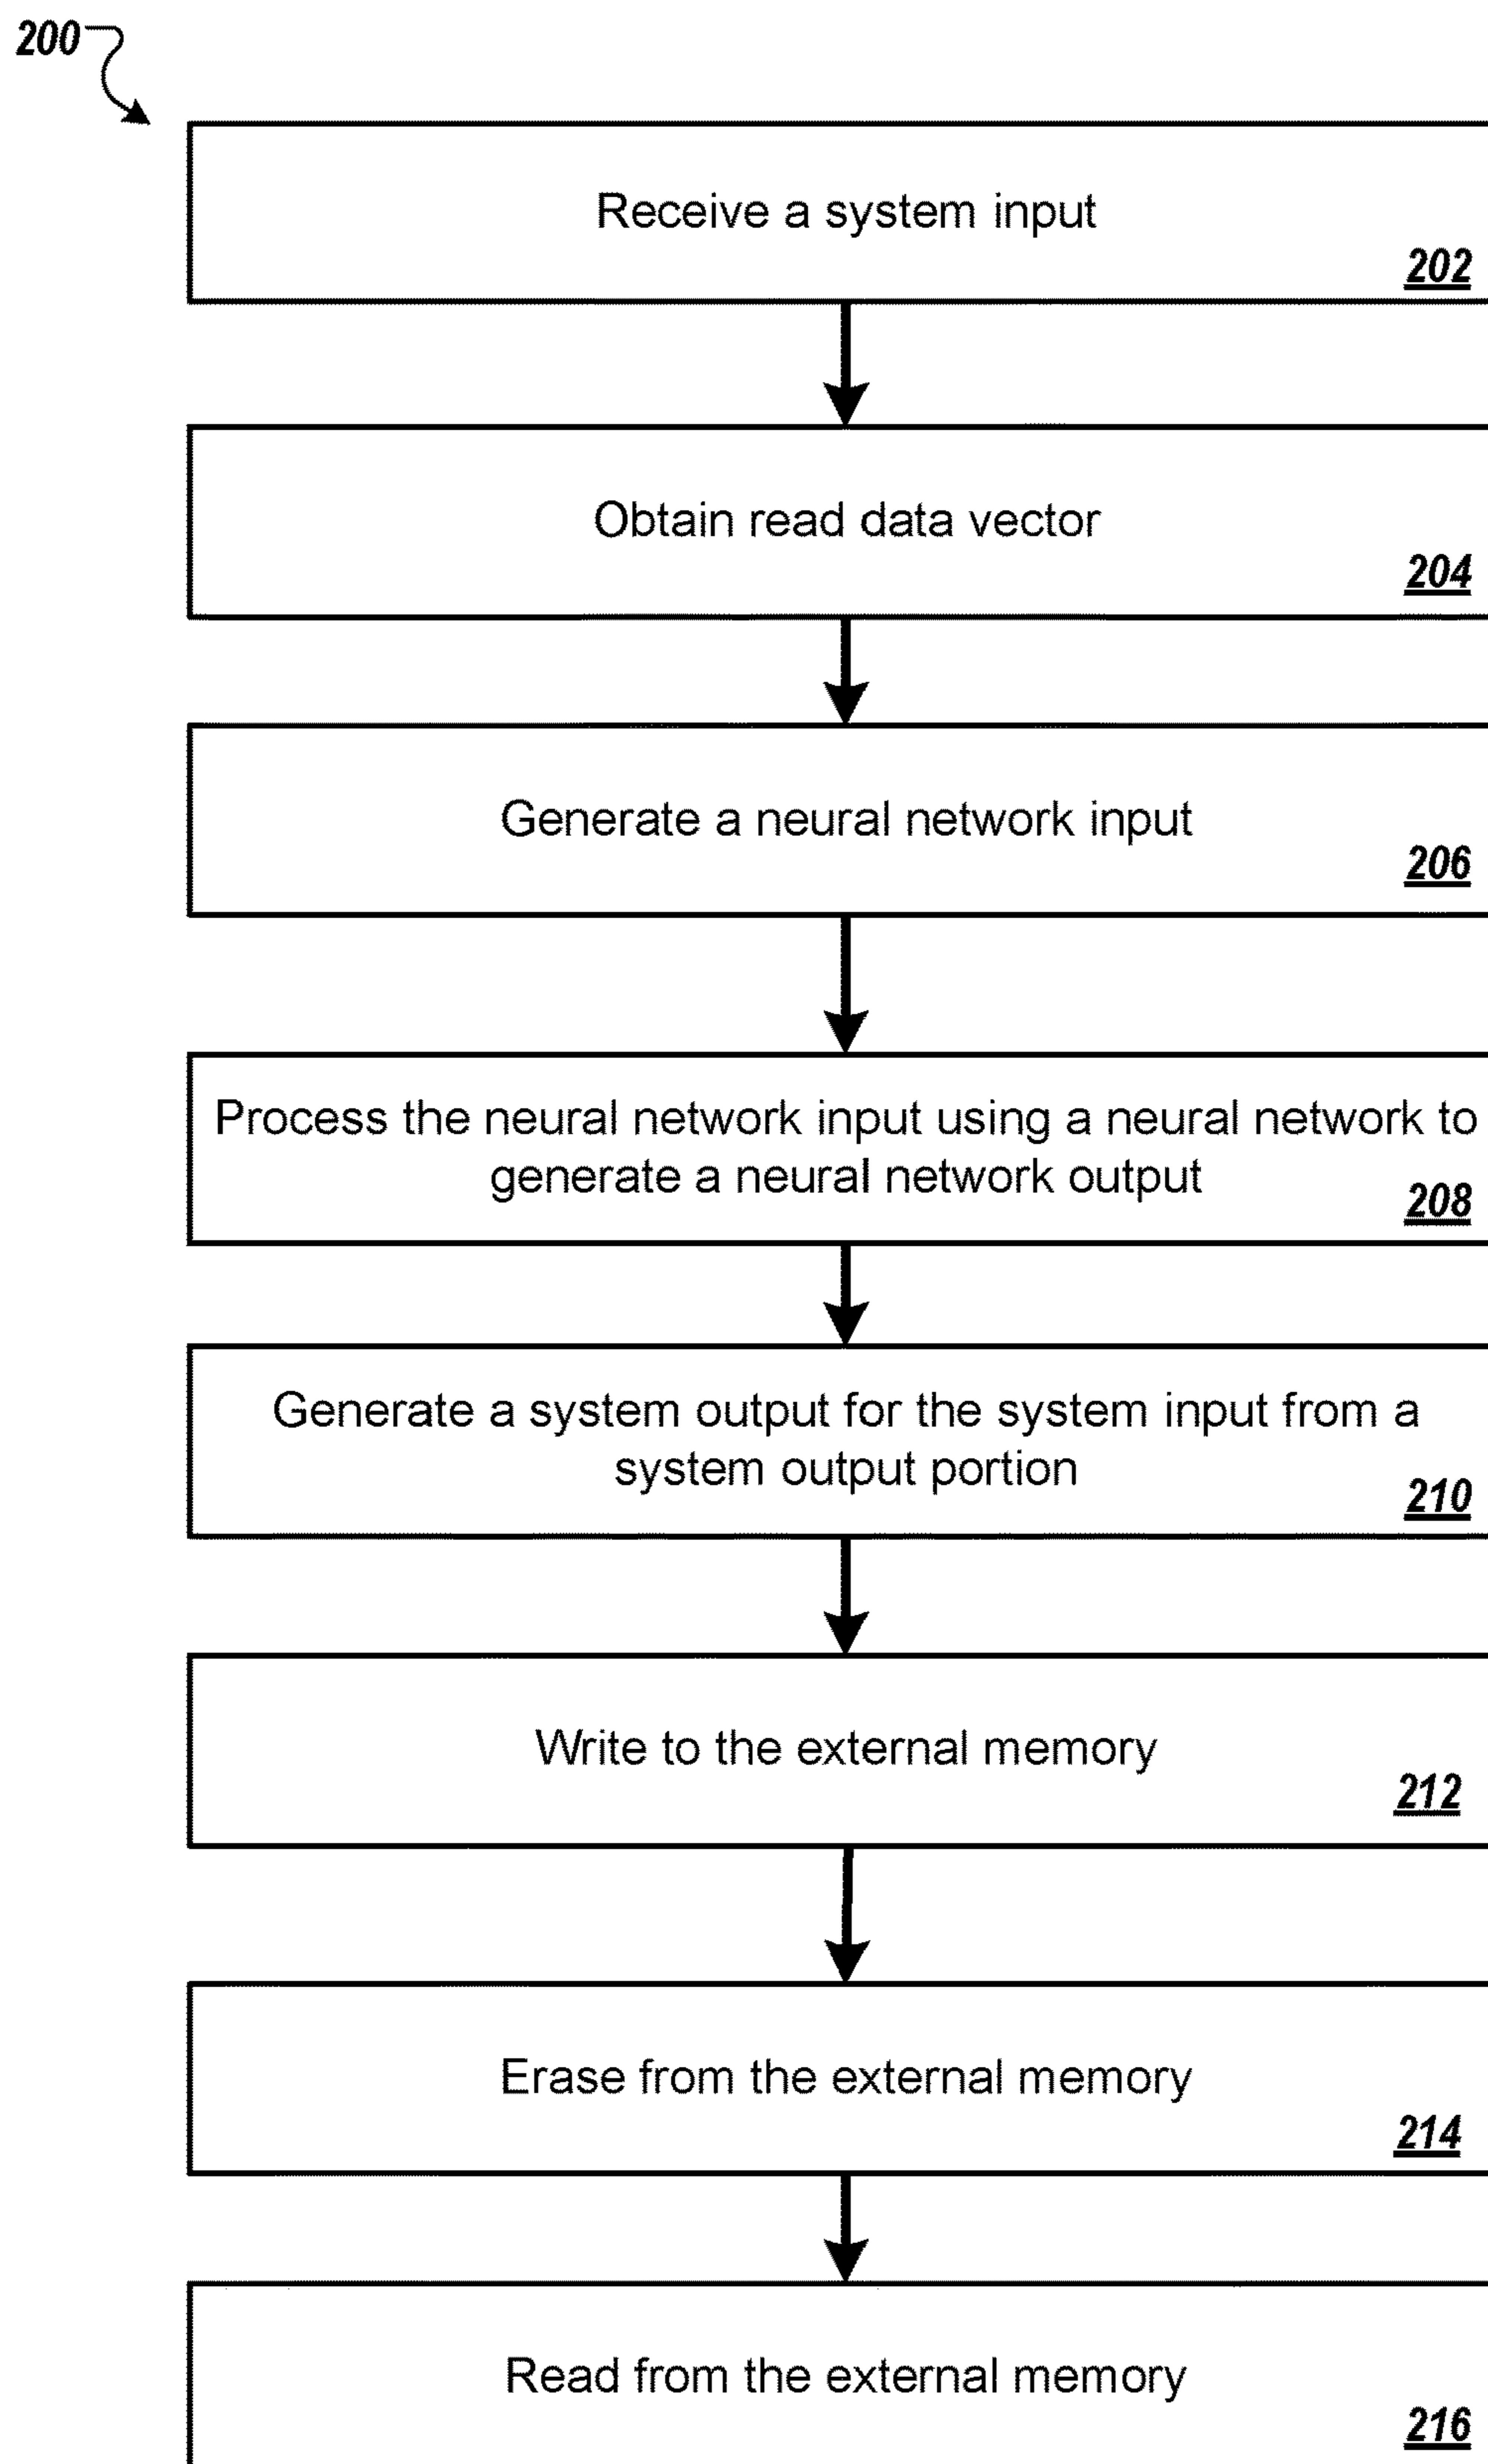 200
Receive a system input
202
Obtain read data vector
204
Generate a neural network input
206
Process the neural network input using a neural network to
generate a neural network output
208
Generate a system output for the system input from a
system output portion
210
Write to the external memory
212
Erase from the external memory
214
Read from the external memory
216